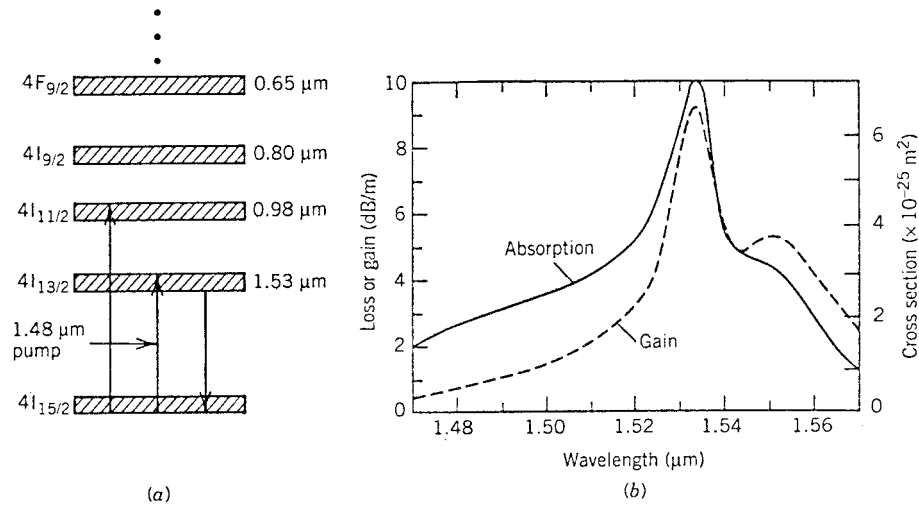 4F9/2 0.65 μm
4I9/2 0.80 μm
4I11/2 0.98 μm
4I13/2 1.53 μm
1.48 μm
pump
4I15/2
(a)
10
8
6
4
2
0
Loss or gain (dB/m)
Absorption
Gain
6
4
2
0
Cross section (× 10−25 m2)
1.48 1.50 1.52 1.54 1.56
Wavelength (μm)
(b)